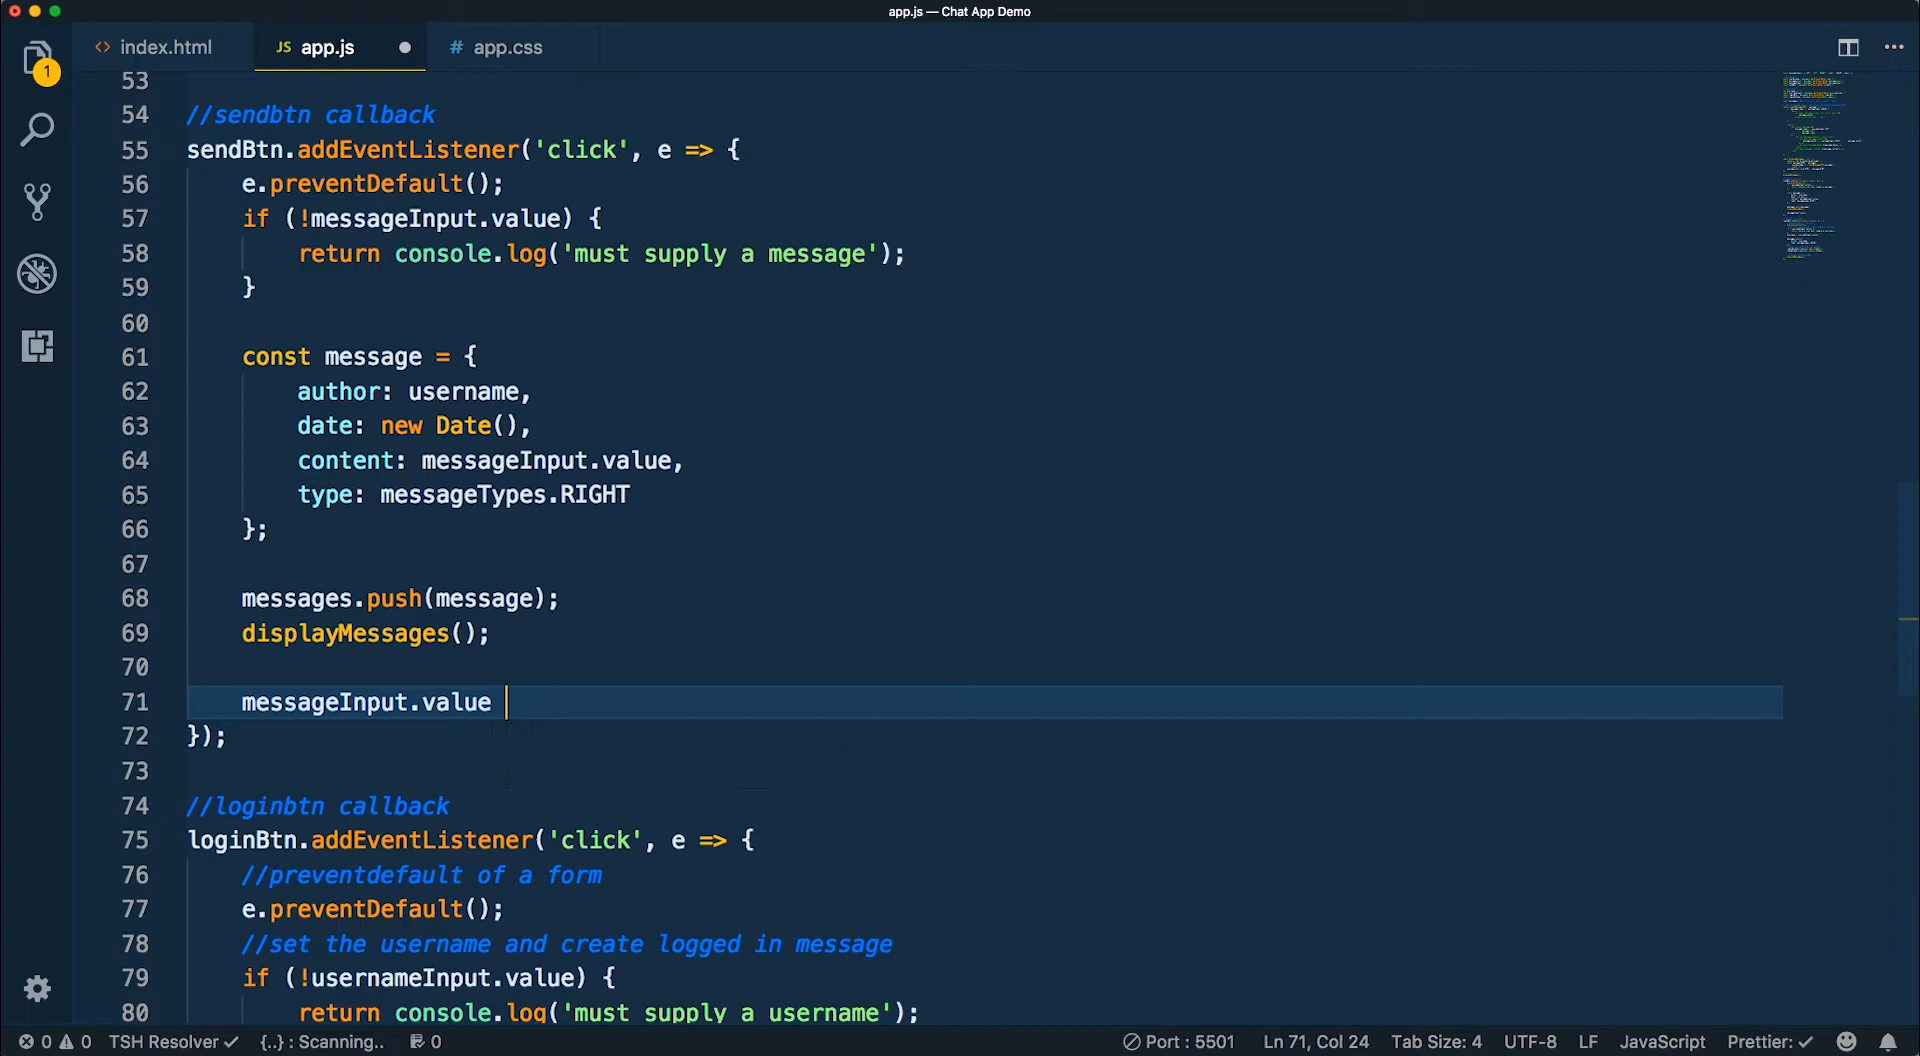 app.js — Chat App Demo
<> index.html JS app.js # app.css
1
53
54 //sendbtn callback
55 sendBtn.addEventListener('click', e => {
56 e.preventDefault();
57 if (!messageInput.value) {
58 return console.log('must supply a message');
59 }
60
61 const message = {
62 author: username,
63 date: new Date(),
64 content: messageInput.value,
65 type: messageTypes.RIGHT
66 };
67
68 messages.push(message);
69 displayMessages();
70
71 messageInput.value
72 });
73
74 //loginbtn callback
75 loginBtn.addEventListener('click', e => {
76 //preventdefault of a form
77 e.preventDefault();
78 //set the username and create logged in message
79 if (!usernameInput.value) {
80 return console.log('must supply a username');
0 0 TSH Resolver ✓ {..} : Scanning.. 0 Port : 5501 Ln 71, Col 24 Tab Size: 4 UTF-8 LF JavaScript Prettier: ✓